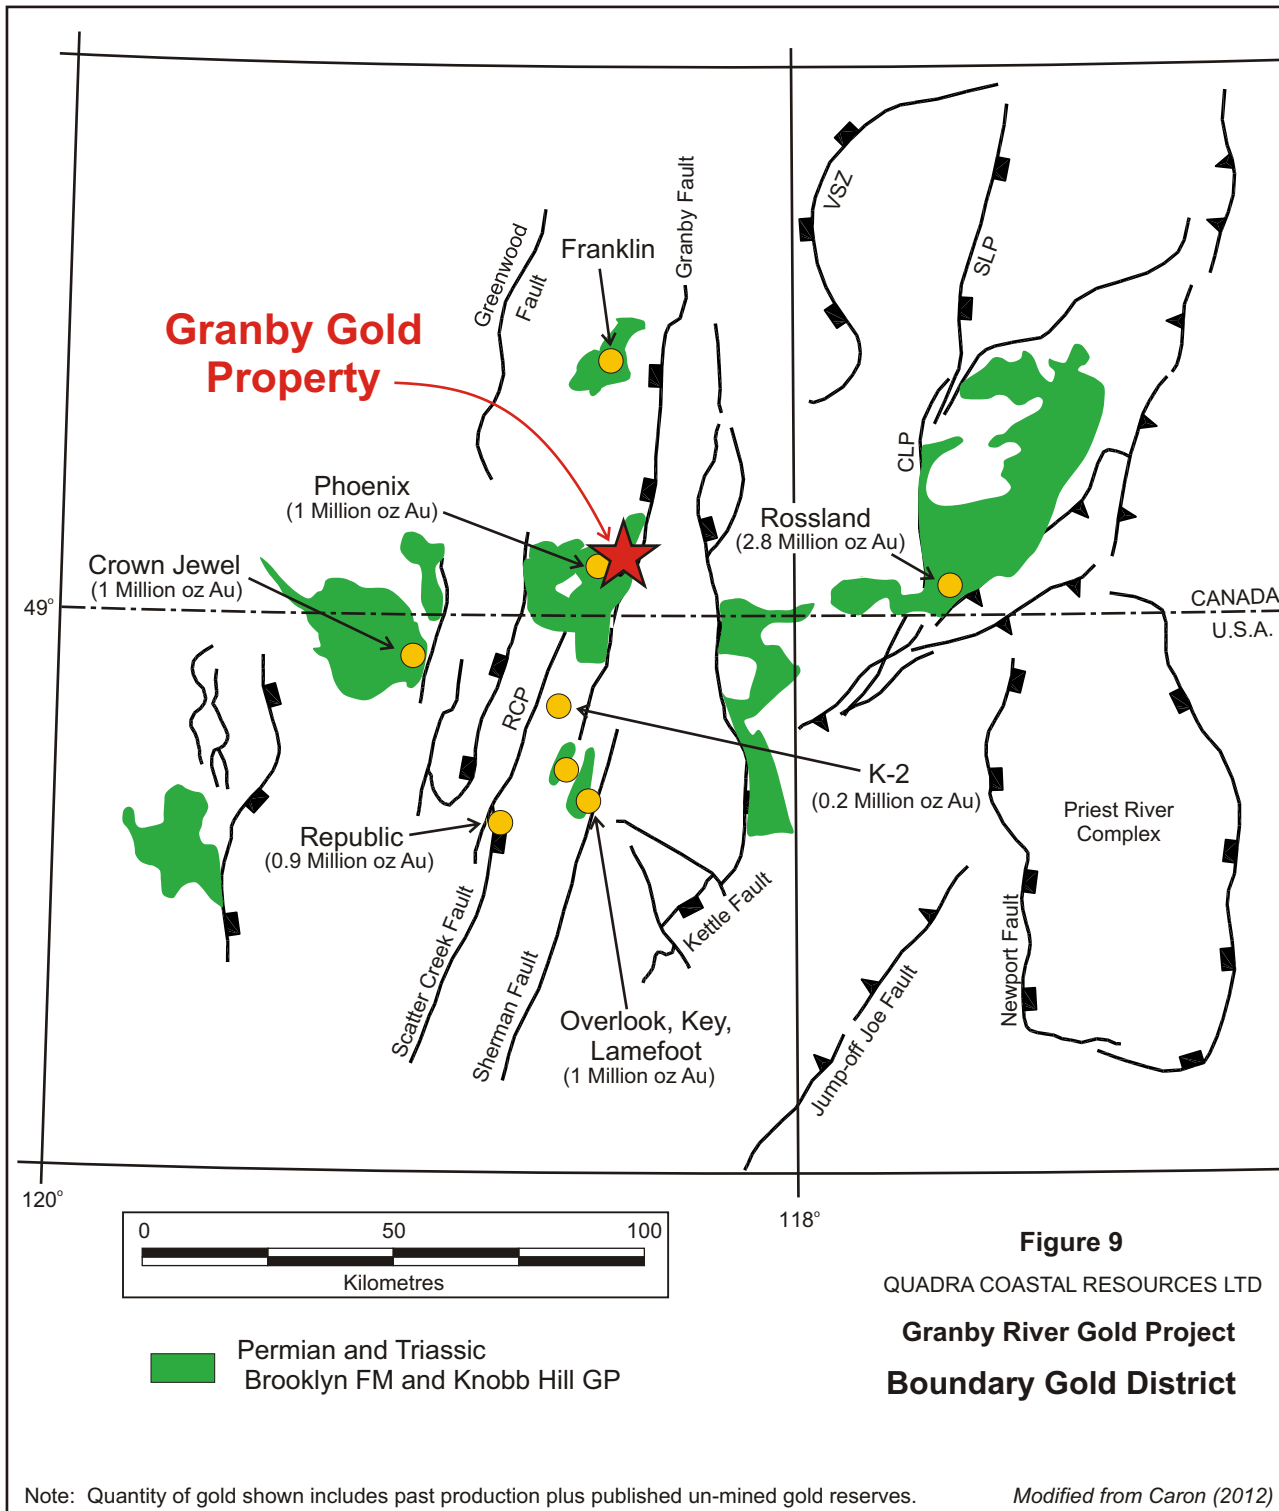 VSZ
Granby Fault
Greenwood
Fault
SLP
Franklin
Granby Gold
Property
CLP
Phoenix
(1 Million oz Au)
Rossland
(2.8 Million oz Au)
Crown Jewel
(1 Million oz Au)
49°
CANADA
U.S.A.
RCP
K-2
(0.2 Million oz Au)
Republic
(0.9 Million oz Au)
Priest River
Complex
Scatter Creek Fault
Sherman Fault
Kettle Fault
Newport Fault
Jump-off Joe Fault
Overlook, Key,
Lamefoot
(1 Million oz Au)
120°
118°
0 50 100
Kilometres
Permian and Triassic
Brooklyn FM and Knobb Hill GP
Figure 9
QUADRA COASTAL RESOURCES LTD
Granby River Gold Project
Boundary Gold District
Note: Quantity of gold shown includes past production plus published un-mined gold reserves.
Modified from Caron (2012)